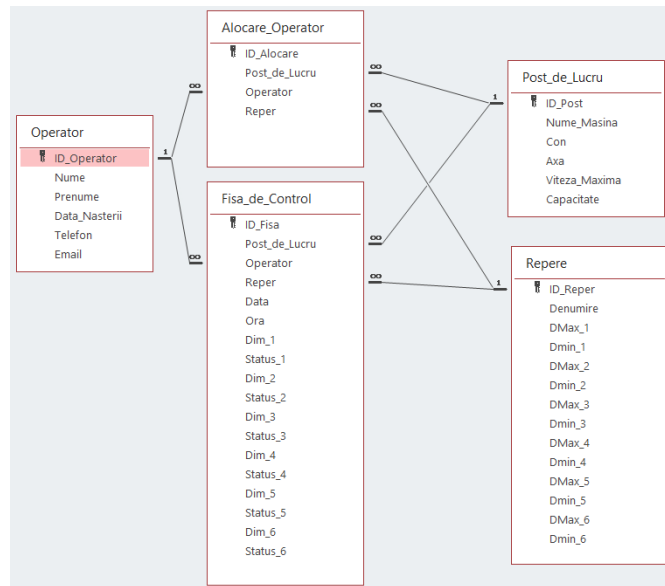 Operator
ID_Operator
Nume
Prenume
Data_Nasterii
Telefon
Email
Alocare_Operator
ID_Alocare
Post_de_Lucru
Operator
Reper
Fisa_de_Control
ID_Fisa
Post_de_Lucru
Operator
Reper
Data
Ora
Dim_1
Status_1
Dim_2
Status_2
Dim_3
Status_3
Dim_4
Status_4
Dim_5
Status_5
Dim_6
Status_6
Post_de_Lucru
ID_Post
Nume_Masina
Con
Axa
Viteza_Maxima
Capacitate
Repere
ID_Reper
Denumire
DMax_1
Dmin_1
DMax_2
Dmin_2
DMax_3
Dmin_3
DMax_4
Dmin_4
DMax_5
Dmin_5
DMax_6
Dmin_6
1
∞
∞
∞
∞
∞
∞
1
1